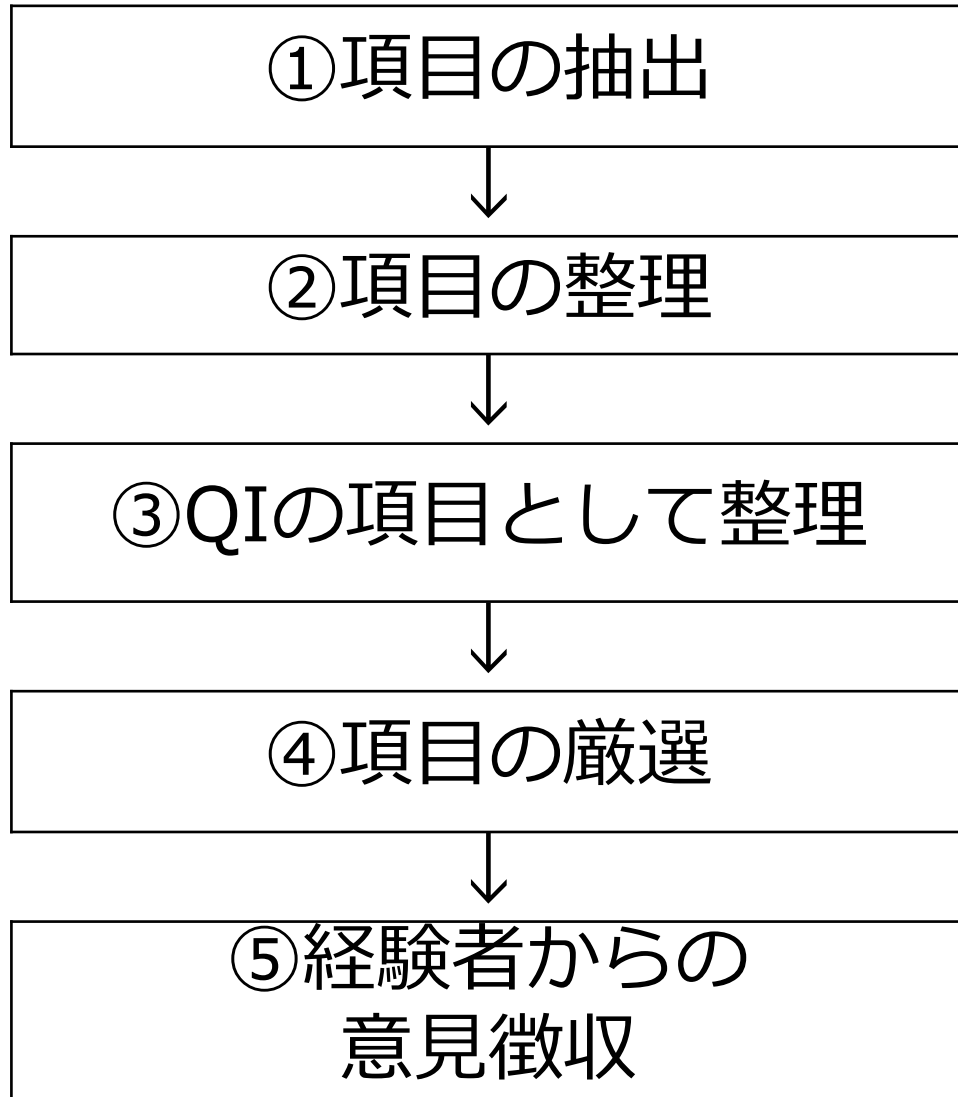 ①項目の抽出
②項目の整理
③QIの項目として整理
④項目の厳選
⑤経験者からの
意見徴収